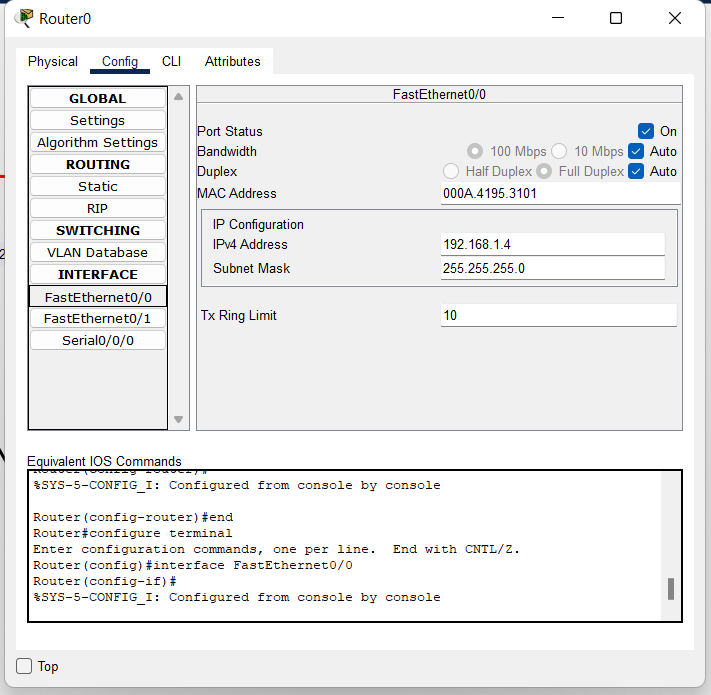 Router0
Physical Config CLI Attributes
GLOBAL
Settings
Algorithm Settings
ROUTING
Static
RIP
SWITCHING
VLAN Database
INTERFACE
FastEthernet0/0
FastEthernet0/1
Serial0/0/0
FastEthernet0/0
Port Status On
Bandwidth 100 Mbps 10 Mbps Auto
Duplex Half Duplex Full Duplex Auto
MAC Address 000A.4195.3101
IP Configuration
IPv4 Address 192.168.1.4
Subnet Mask 255.255.255.0
Tx Ring Limit 10
Equivalent IOS Commands
Router(config-router)#
%SYS-5-CONFIG_I: Configured from console by console
Router(config-router)#end
Router#configure terminal
Enter configuration commands, one per line. End with CNTL/Z.
Router(config)#interface FastEthernet0/0
Router(config-if)#
%SYS-5-CONFIG_I: Configured from console by console
Top